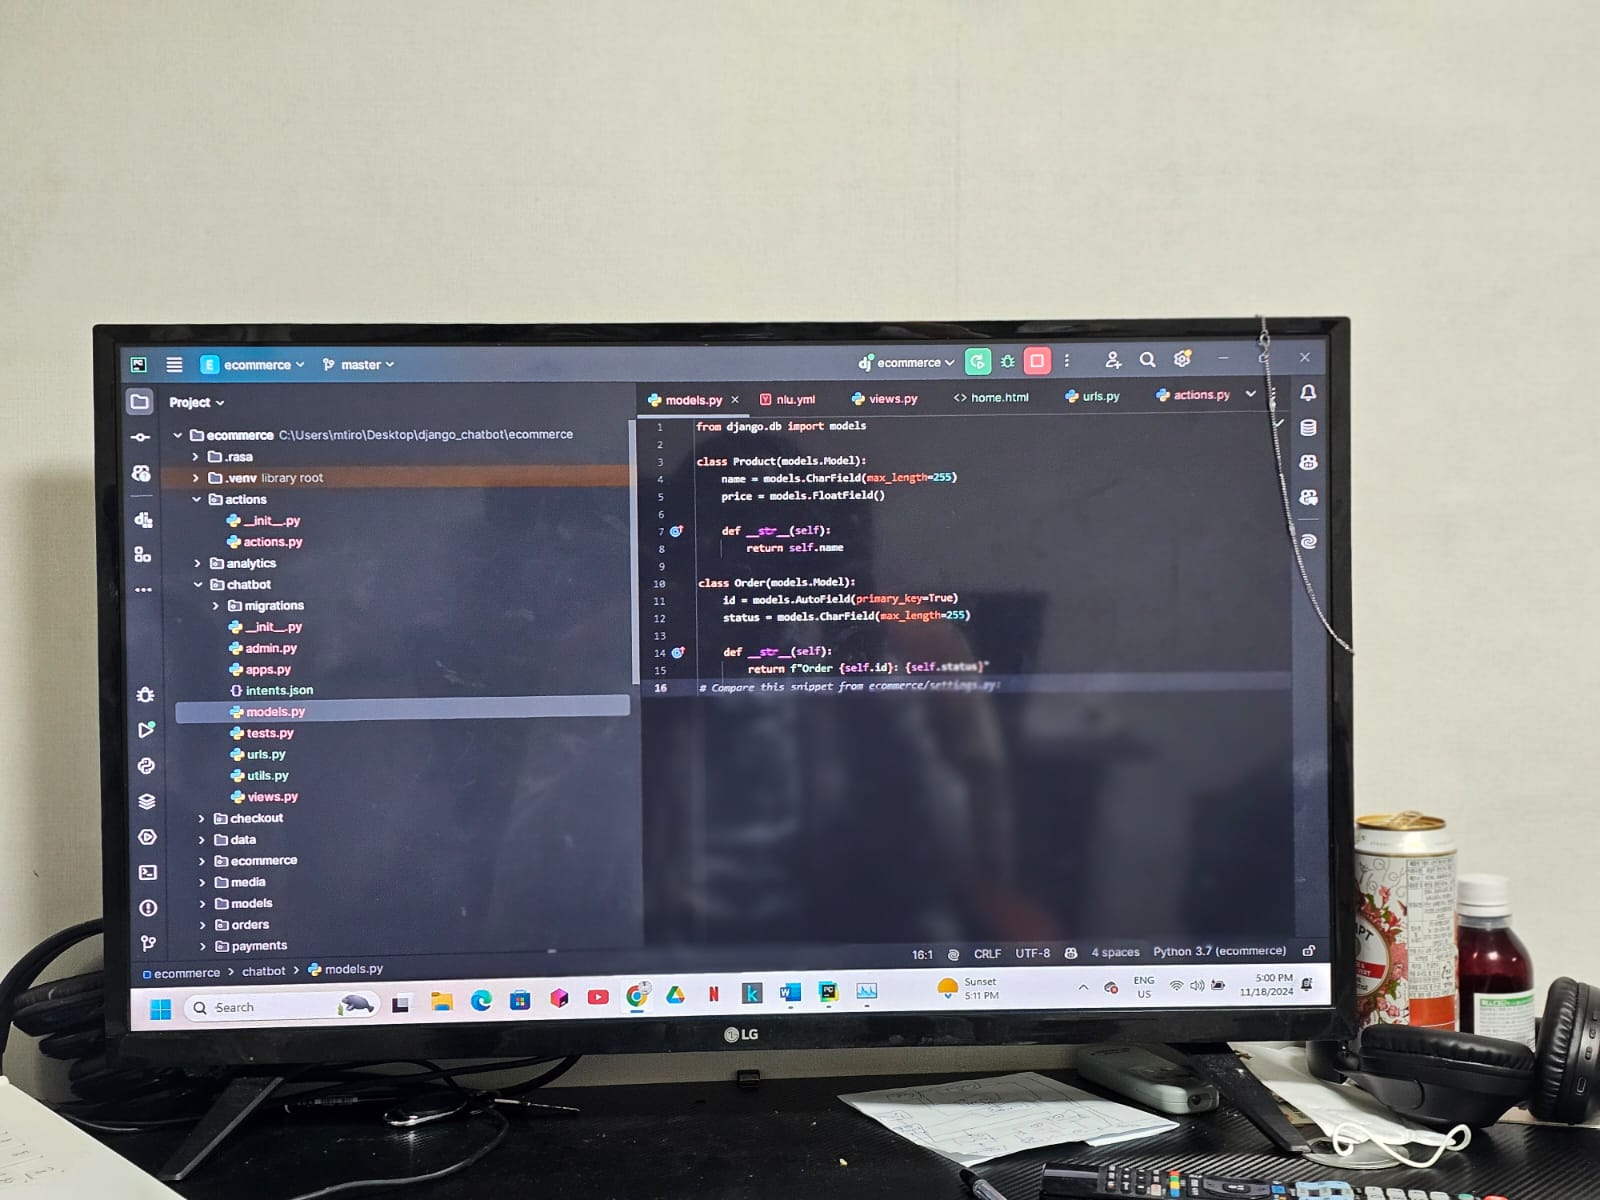 ecommerce
master
ecommerce
Project
ecommerce C:\Users\mtiro\Desktop\django_chatbot\ecommerce
.rasa
.venv library root
actions
__init__.py
actions.py
analytics
chatbot
migrations
__init__.py
admin.py
apps.py
intents.json
models.py
tests.py
urls.py
utils.py
views.py
checkout
data
ecommerce
media
models
orders
payments
models.py
nlu.yml
views.py
home.html
urls.py
actions.py
1 from django.db import models
2
3 class Product(models.Model):
4 name = models.CharField(max_length=255)
5 price = models.FloatField()
6
7 def __str__(self):
8 return self.name
9
10 class Order(models.Model):
11 id = models.AutoField(primary_key=True)
12 status = models.CharField(max_length=255)
13
14 def __str__(self):
15 return f"Order {self.id}: {self.status}"
16 # Compare this snippet from ecommerce/settings.py:
ecommerce > chatbot > models.py
16:1 CRLF UTF-8 4 spaces Python 3.7 (ecommerce)
Search
Sunset
5:11 PM
ENG
US
5:00 PM
11/18/2024
LG